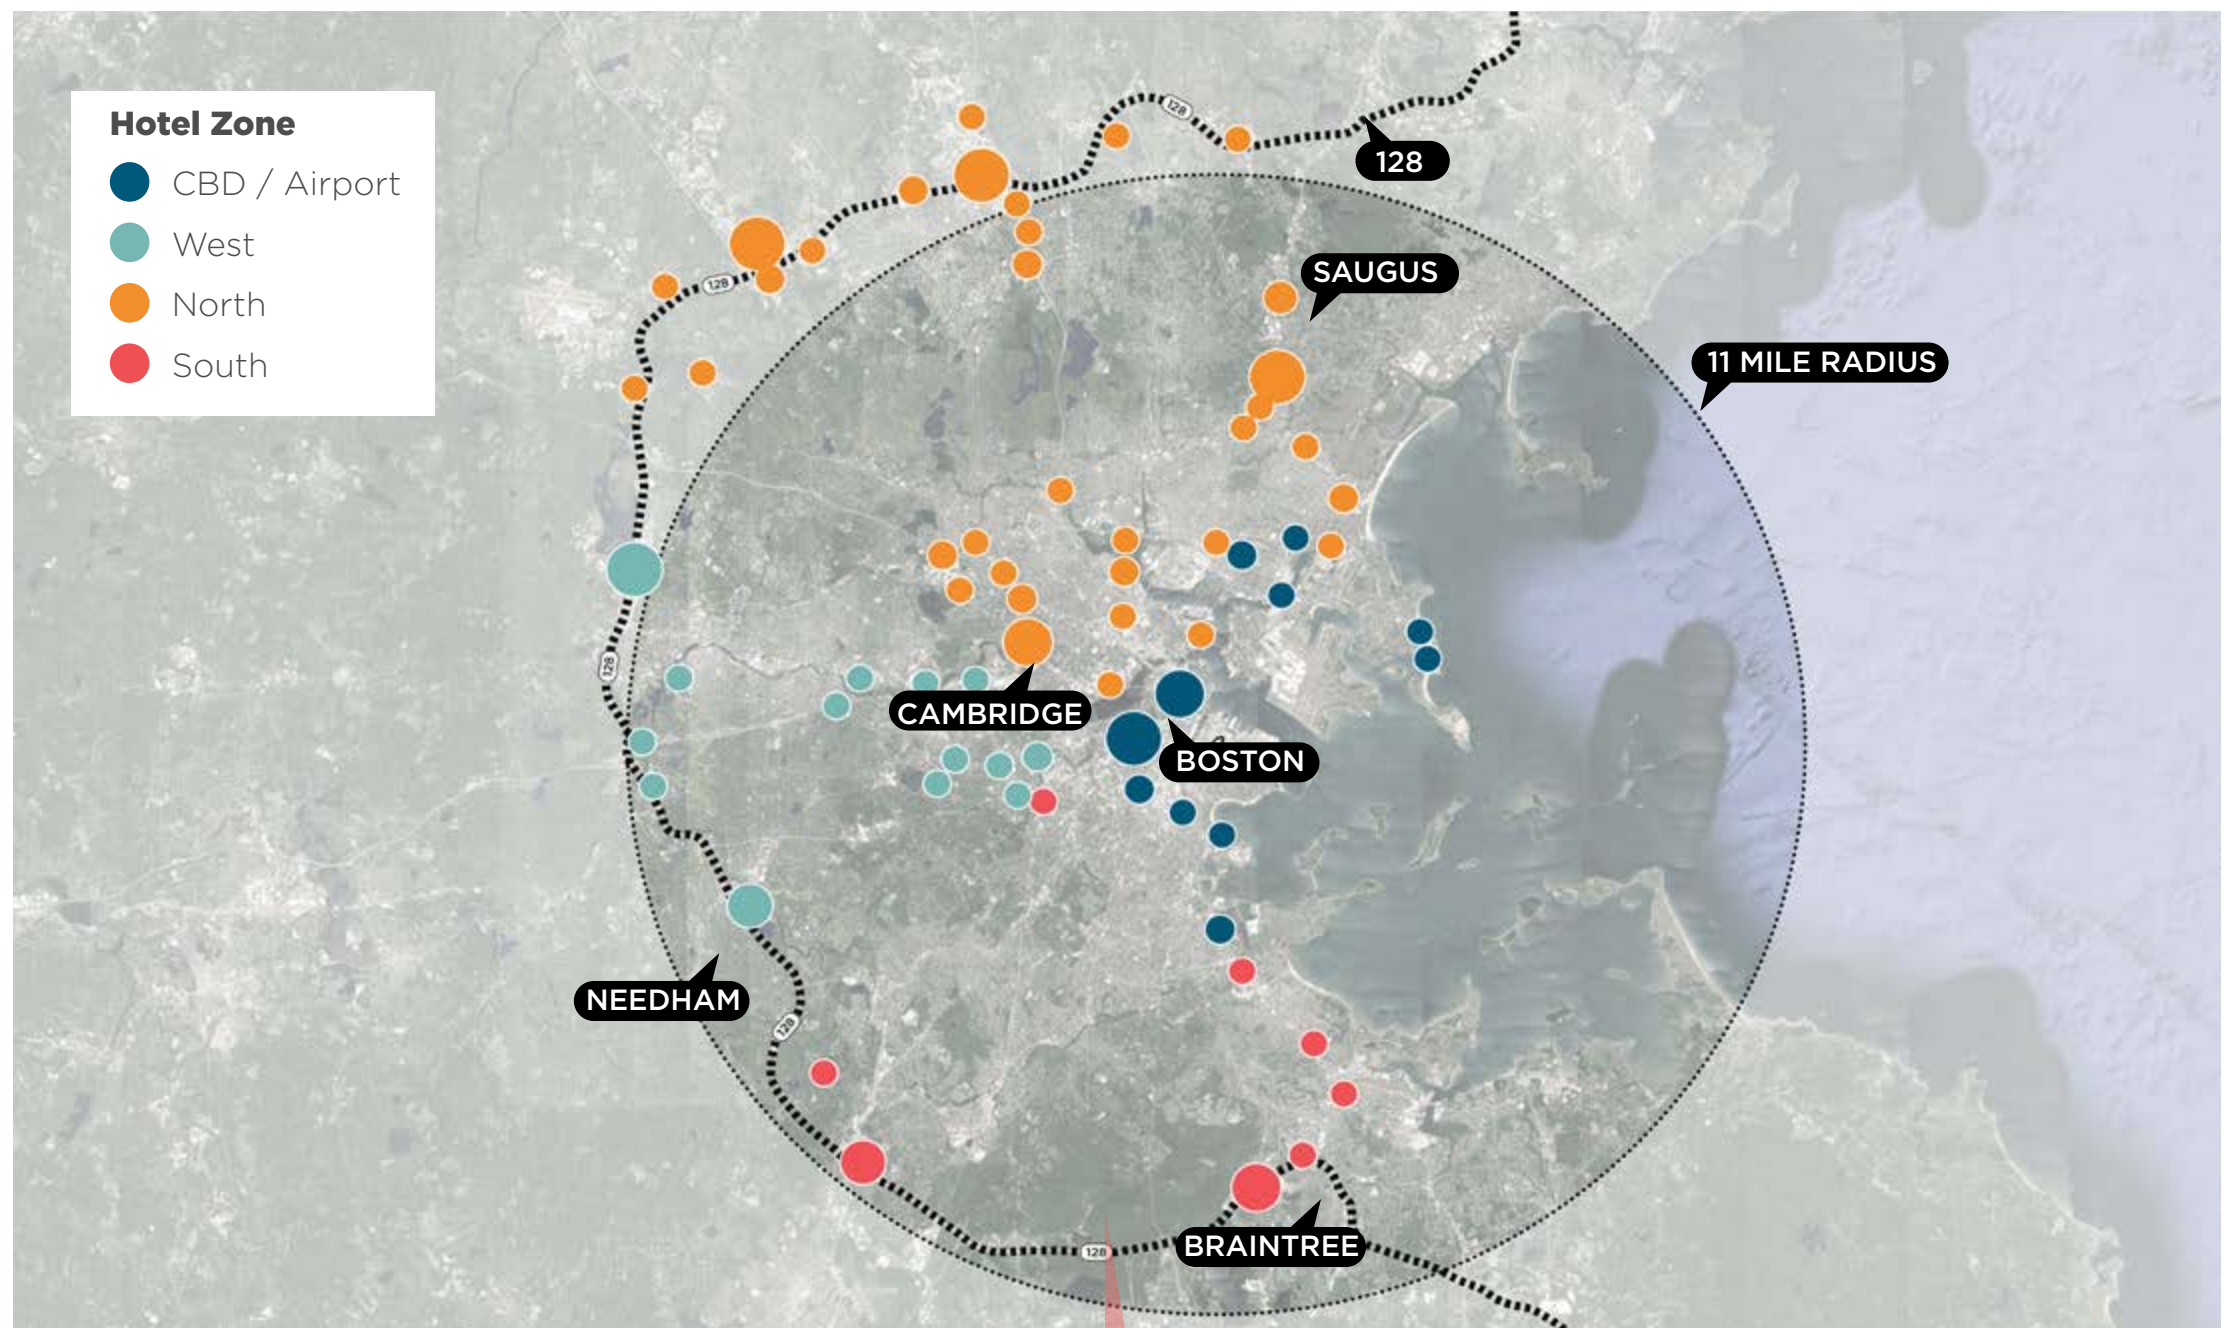 Hotel Zone
CBD / Airport
West
North
South
128
128
SAUGUS
128
11 MILE RADIUS
128
CAMBRIDGE
BOSTON
NEEDHAM
128
BRAINTREE
128